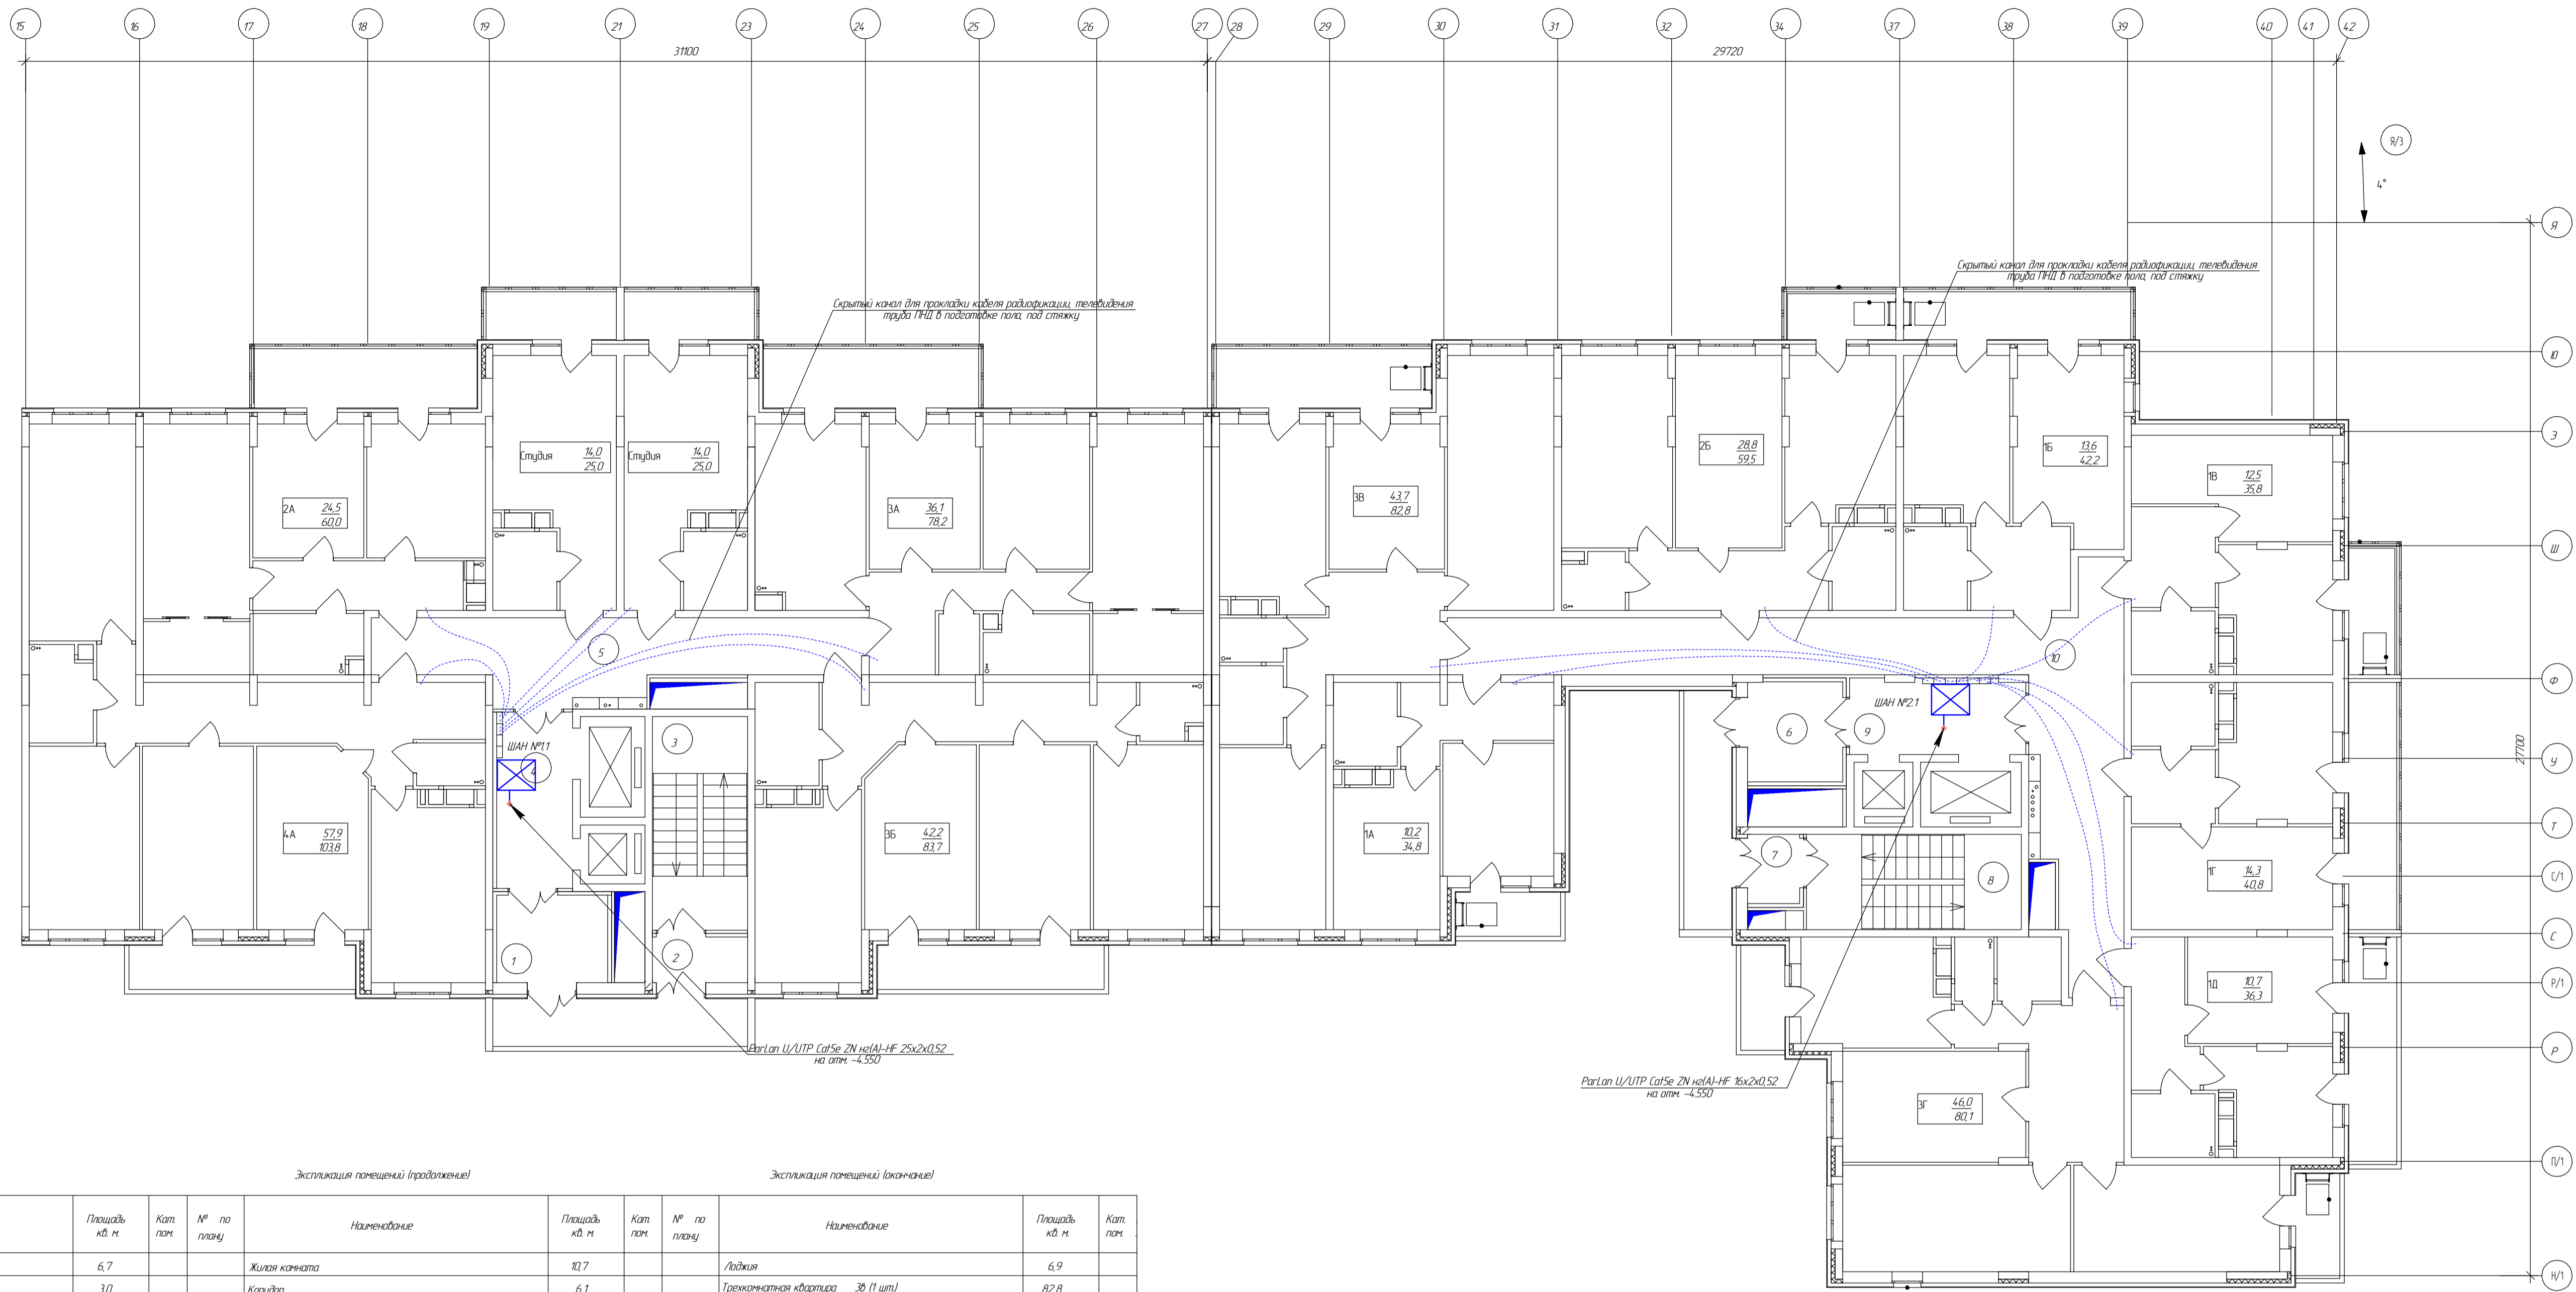 15 16 17 18 19 21 23 24 25 26 27 28 29 30 31 32 34 37 38 39 40 41 42
31100 29720
Я/3
4°
Я
Скрытый канал для прокладки кабеля радиофикации, телевидения
труба ПНД в подготовке пола, под стяжку
Скрытый канал для прокладки кабеля радиофикации, телевидения
труба ПНД в подготовке пола, под стяжку
Ю
Э
Ш
Ф
У
Т
С/1
С
Р/1
Р
П/1
Н/1
27700
2А 24,5
60,0
Студия 14,0
25,0
Студия 14,0
25,0
3А 36,1
78,2
3В 43,7
82,8
2Б 28,8
59,5
1Б 13,6
42,2
1В 12,5
35,8
5
10
ШАН №1.1
4
3
ШАН №2.1
6
9
7
8
4А 57,9
103,8
3Б 42,2
83,7
1А 10,2
34,8
1Г 14,3
40,8
1
2
1Д 10,7
36,3
ParLan U/UTP Cat5e ZN нг(А)-HF 25х2х0,52
на отм. -4.550
ParLan U/UTP Cat5e ZN нг(А)-HF 16х2х0,52
на отм. -4.550
3Г 46,0
80,1
Экспликация помещений (продолжение)
Экспликация помещений (окончание)
Площадь
кв. м.
Кат.
пом.
№ по
плану
Наименование
Площадь
кв. м.
Кат.
пом.
№ по
плану
Наименование
Площадь
кв. м.
Кат.
пом.
6,7 Жилая комната 10,7 Лоджия 6,9
3,0 Коридор 6,1 Трехкомнатная квартира 3в (1 шт) 82,8